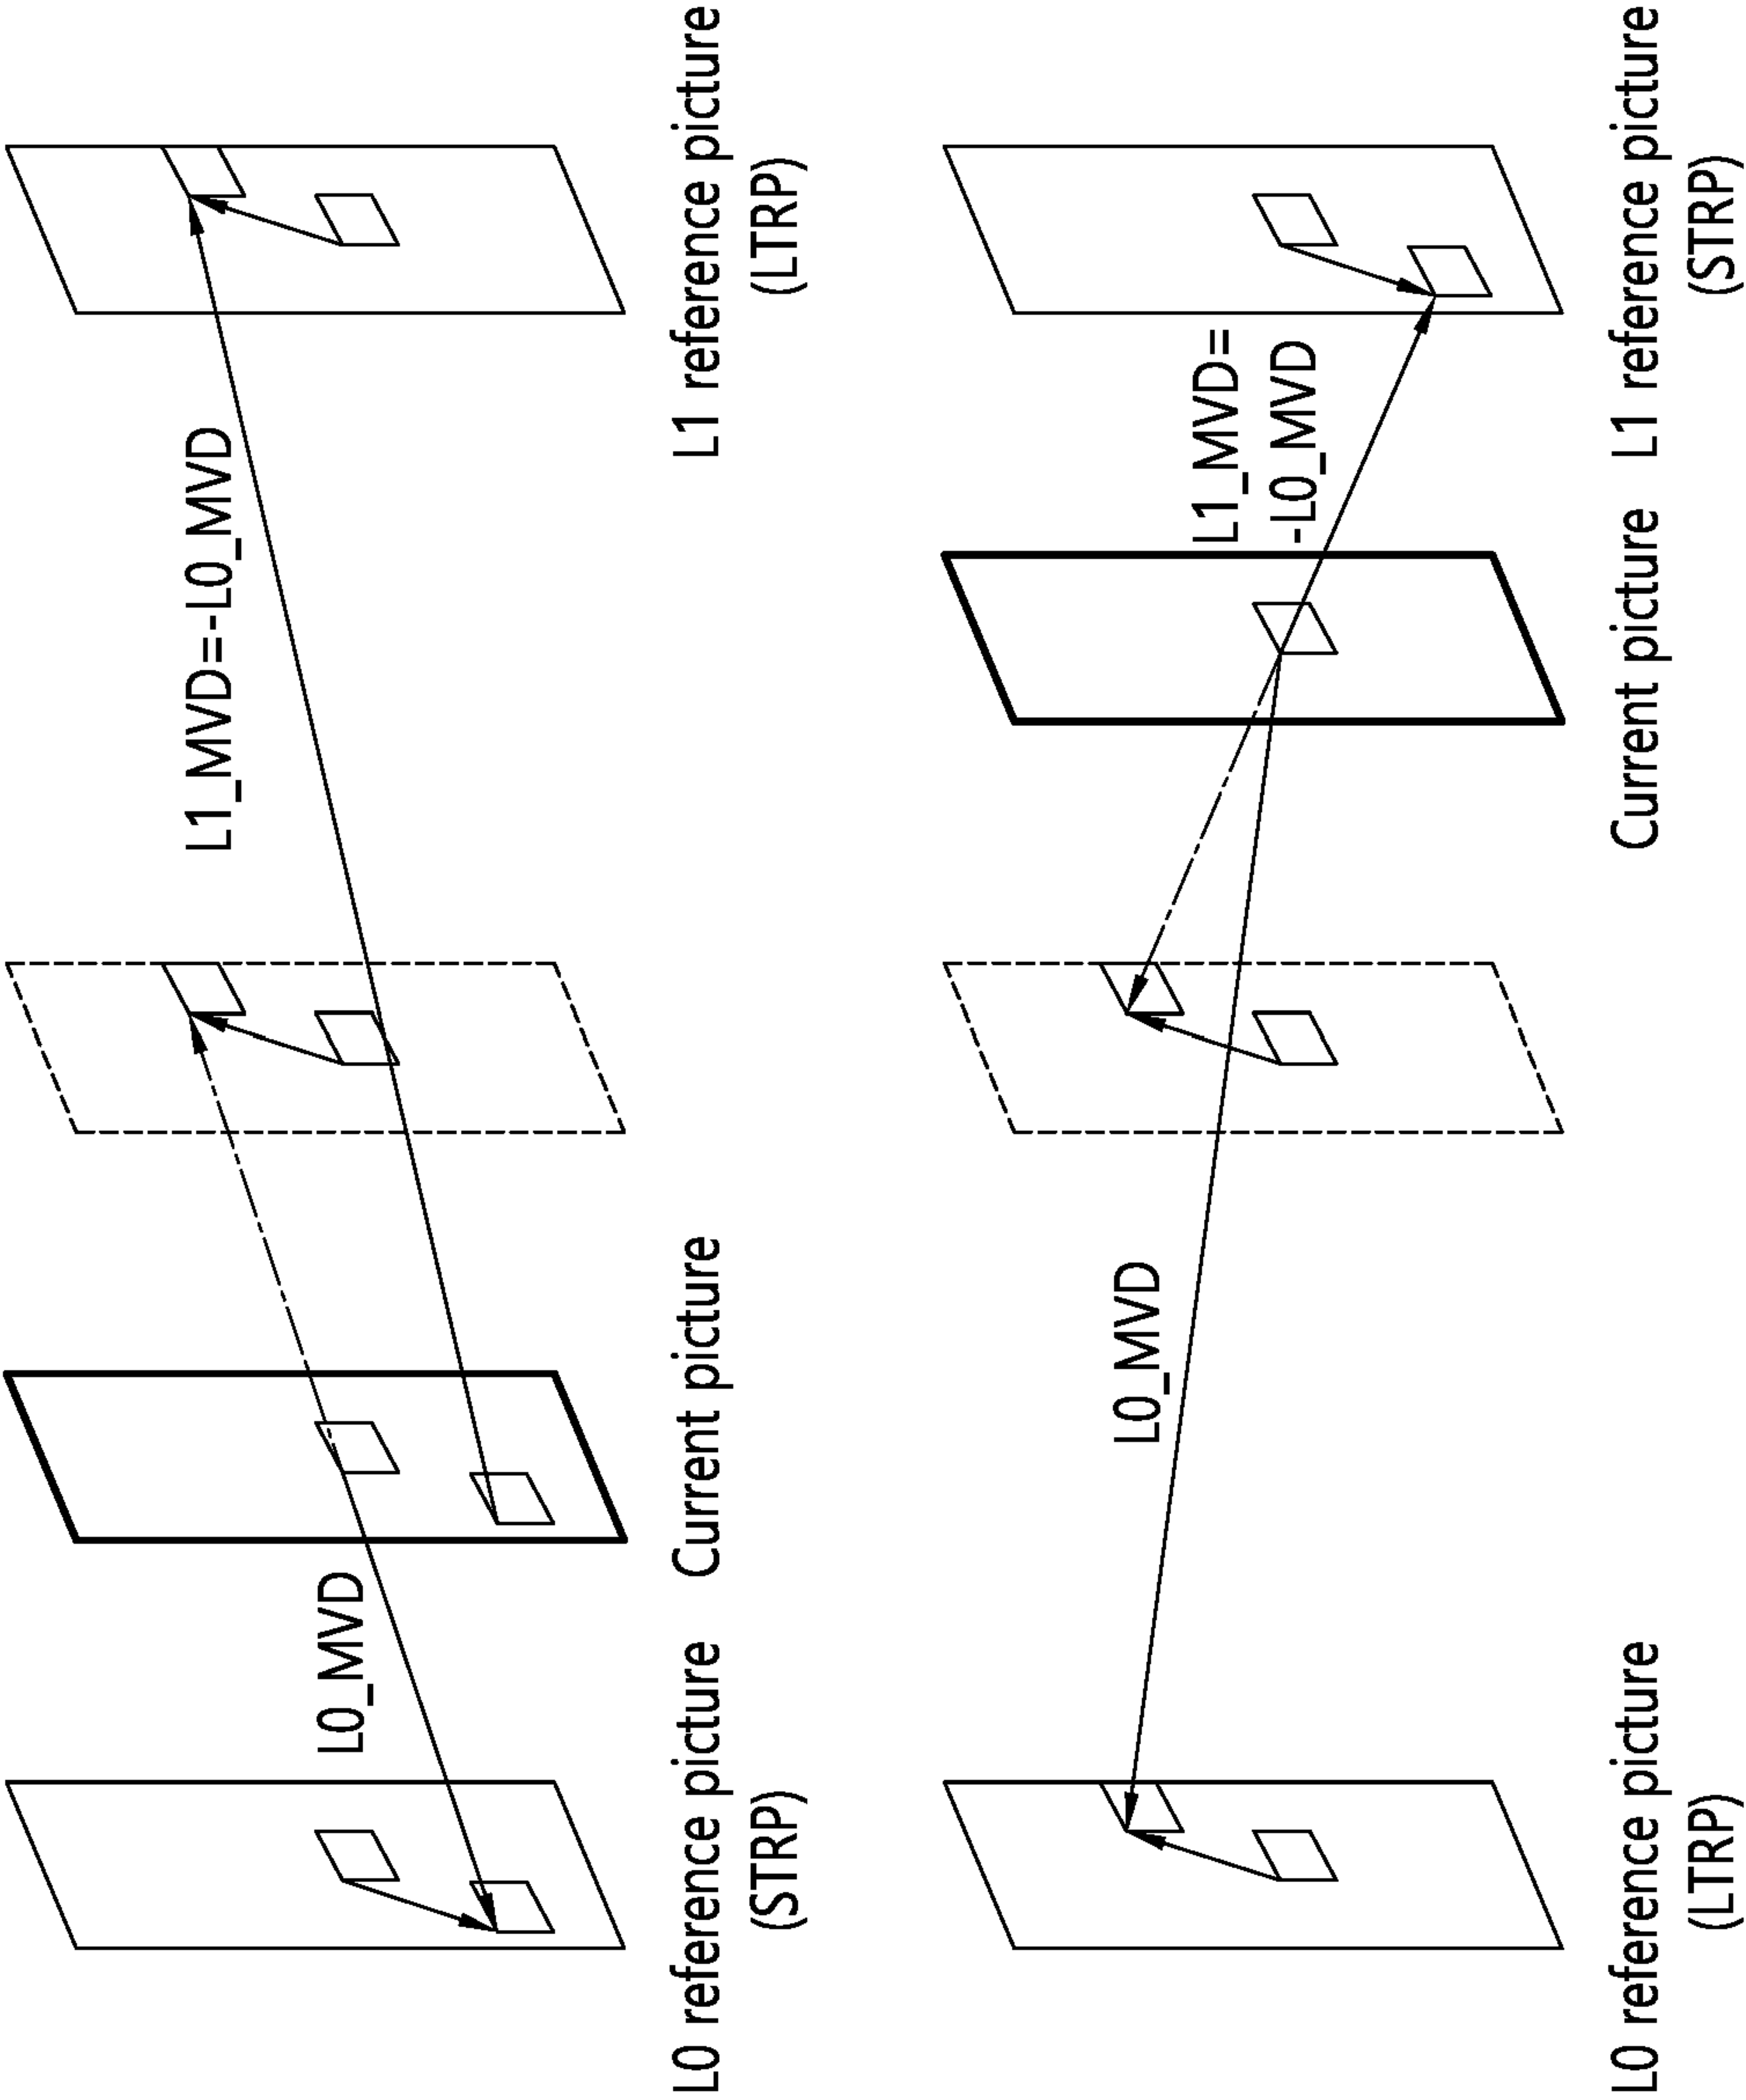 L0_MVD
L1_MVD=-L0_MVD
L0 reference picture
(STRP)
Current picture
L1 reference picture
(LTRP)
L0_MVD
L1_MVD=
-L0_MVD
L0 reference picture
(LTRP)
Current picture
L1 reference picture
(STRP)